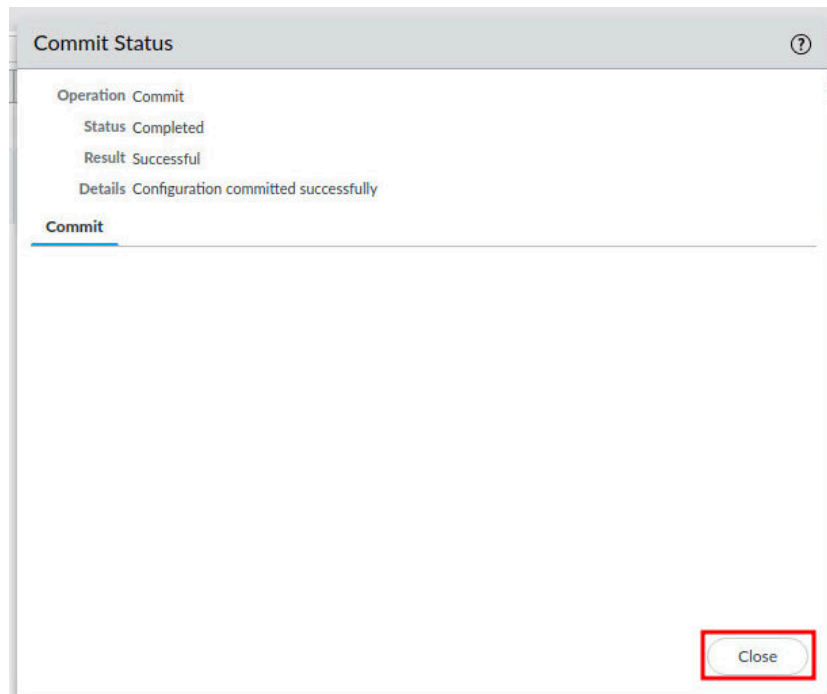 Commit Status
Operation Commit
Status Completed
Result Successful
Details Configuration committed successfully
Commit
Close